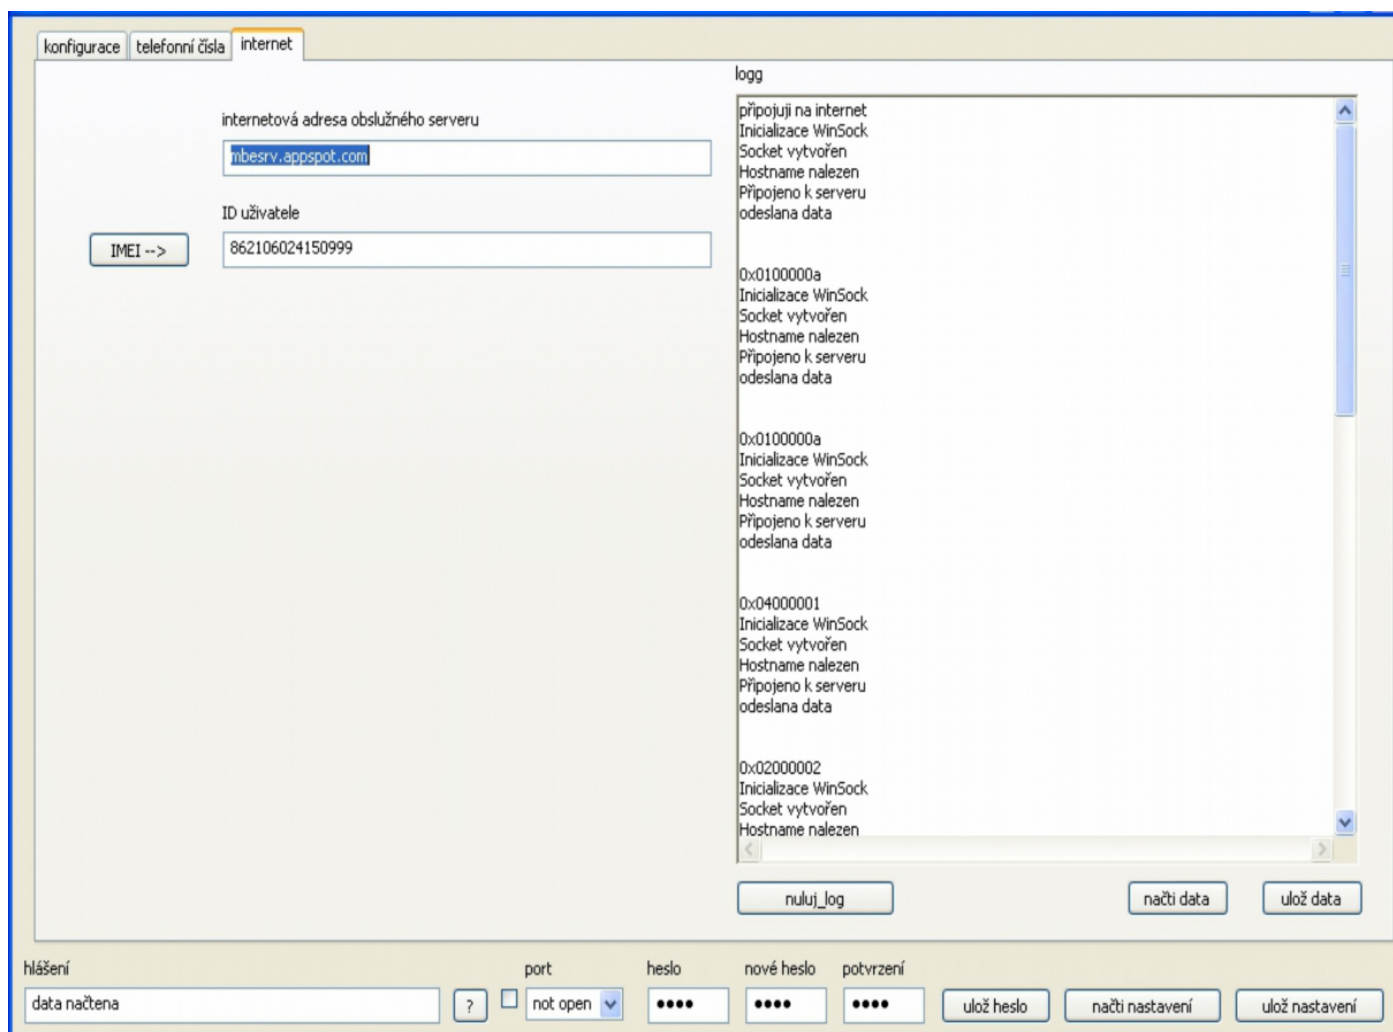 konfigurace telefonní čísla internet
internetová adresa obslužného serveru
mbesrv.appspot.com
ID uživatele
IMEI -->
862106024150999
logg
připojuji na internet
Inicializace WinSock
Socket vytvořen
Hostname nalezen
Připojeno k serveru
odeslana data
0x0100000a
Inicializace WinSock
Socket vytvořen
Hostname nalezen
Připojeno k serveru
odeslana data
0x0100000a
Inicializace WinSock
Socket vytvořen
Hostname nalezen
Připojeno k serveru
odeslana data
0x04000001
Inicializace WinSock
Socket vytvořen
Hostname nalezen
Připojeno k serveru
odeslana data
0x02000002
Inicializace WinSock
Socket vytvořen
Hostname nalezen
nuluj_log načti data ulož data
hlášení port heslo nové heslo potvrzení
data načtena ? not open •••• •••• •••• ulož heslo načti nastavení ulož nastavení